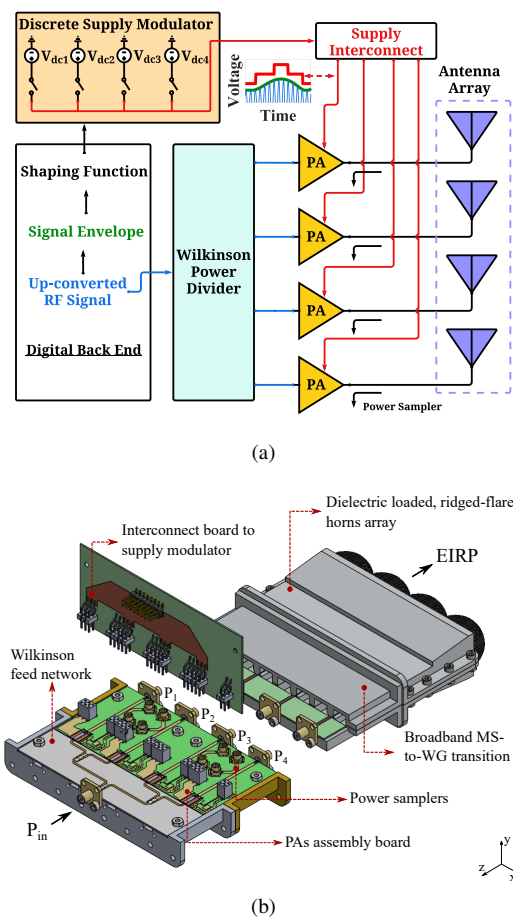 Discrete Supply Modulator
Vdc1 Vdc2 Vdc3 Vdc4
Supply
Interconnect
Voltage
Time
Antenna
Array
Shaping Function
Signal Envelope
Up-converted
RF Signal
Digital Back End
Wilkinson
Power
Divider
PA
PA
PA
PA
Power Sampler
(a)
Dielectric loaded, ridged-flare
horns array
Interconnect board to
supply modulator
EIRP
Wilkinson
feed network
P1
P2
P3
P4
Broadband MS-
to-WG transition
Power samplers
Pin
PAs assembly board
y
z
x
(b)